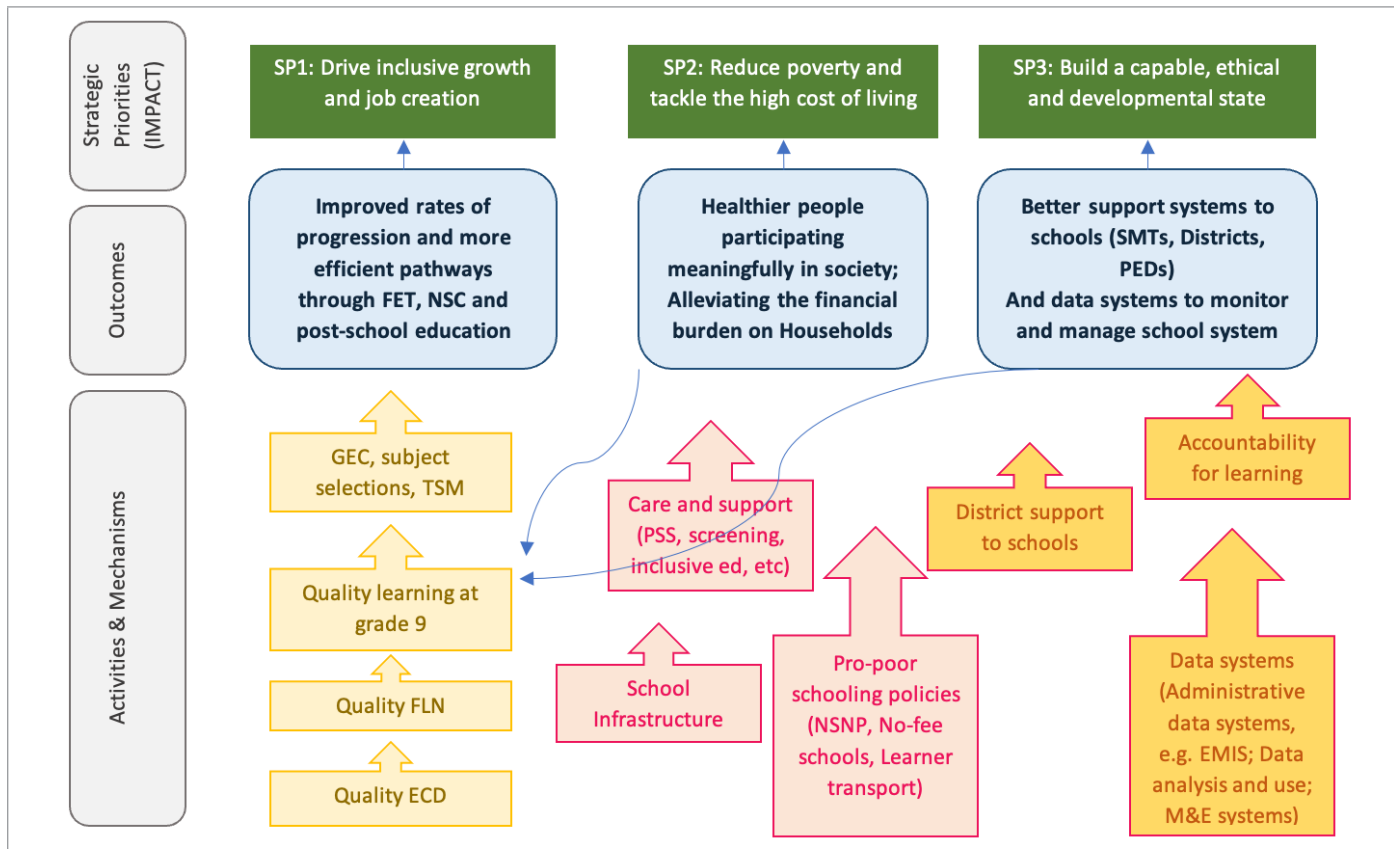 Strategic
Priorities
(IMPACT)
SP1: Drive inclusive growth
and job creation
SP2: Reduce poverty and
tackle the high cost of living
SP3: Build a capable, ethical
and developmental state
Outcomes
Improved rates of
progression and more
efficient pathways
through FET, NSC and
post-school education
Healthier people
participating
meaningfully in society;
Alleviating the financial
burden on Households
Better support systems to
schools (SMTs, Districts,
PEDs)
And data systems to monitor
and manage school system
Activities & Mechanisms
GEC, subject
selections, TSM
Quality learning at
grade 9
Quality FLN
Quality ECD
Care and support
(PSS, screening,
inclusive ed, etc)
School
Infrastructure
Pro-poor
schooling policies
(NSNP, No-fee
schools, Learner
transport)
District support
to schools
Accountability
for learning
Data systems
(Administrative
data systems,
e.g. EMIS; Data
analysis and use;
M&E systems)